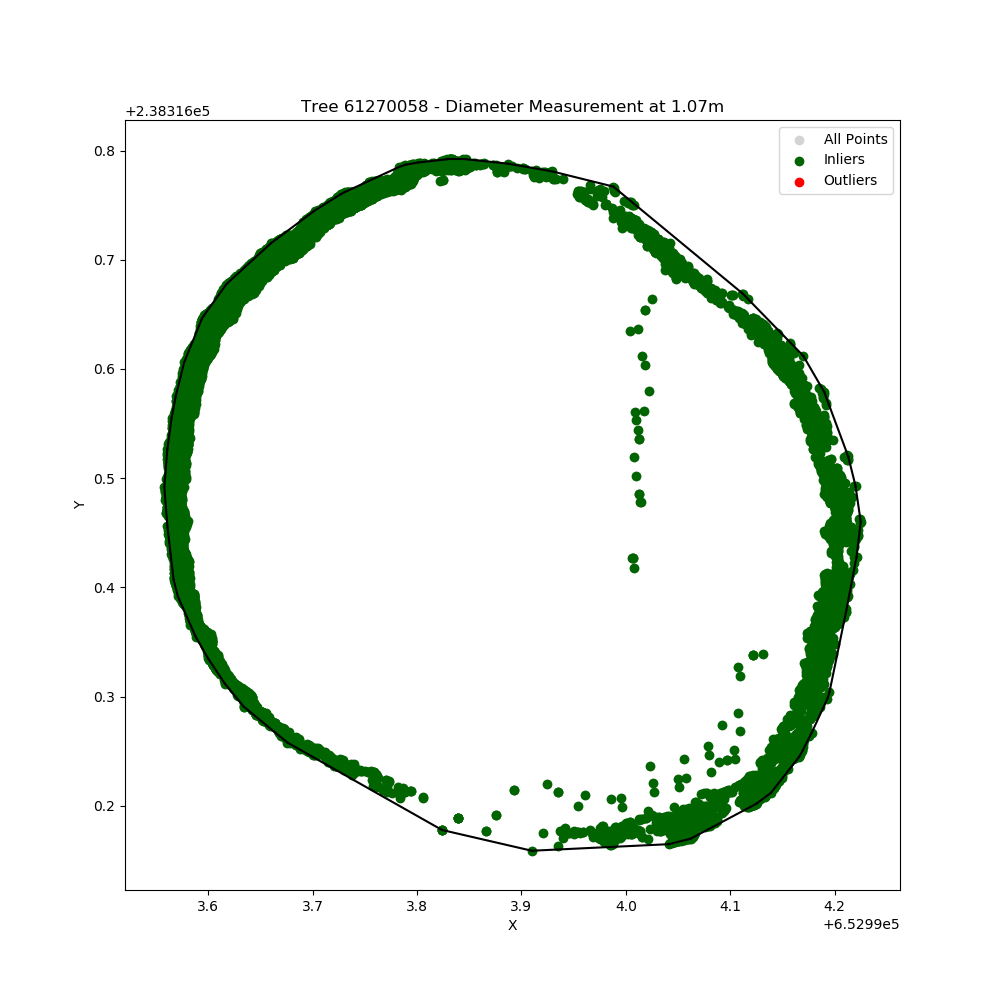 Tree 61270058 - Diameter Measurement at 1.07m
+2.38316e5
All Points
Inliers
Outliers
0.8
0.7
0.6
0.5
0.4
0.3
0.2
Y
3.6 3.7 3.8 3.9 4.0 4.1 4.2
X
+6.5299e5